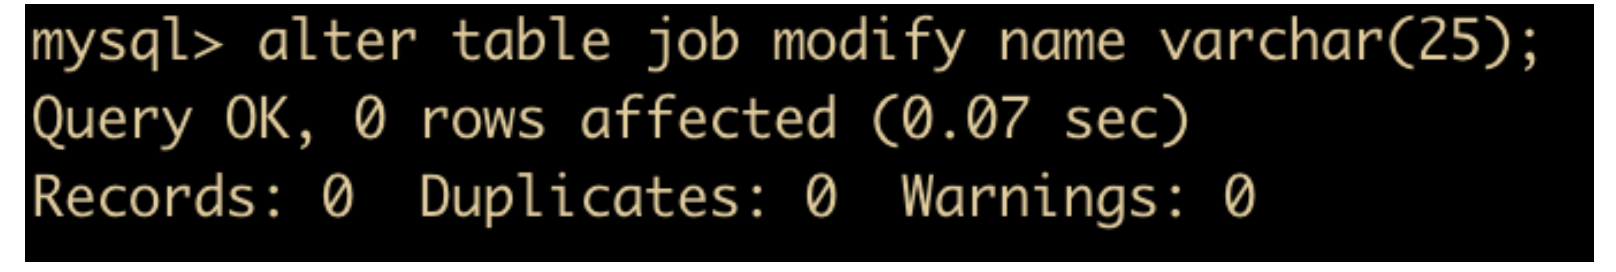 mysql> alter table job modify name varchar(25);
Query OK, 0 rows affected (0.07 sec)
Records: 0  Duplicates: 0  Warnings: 0